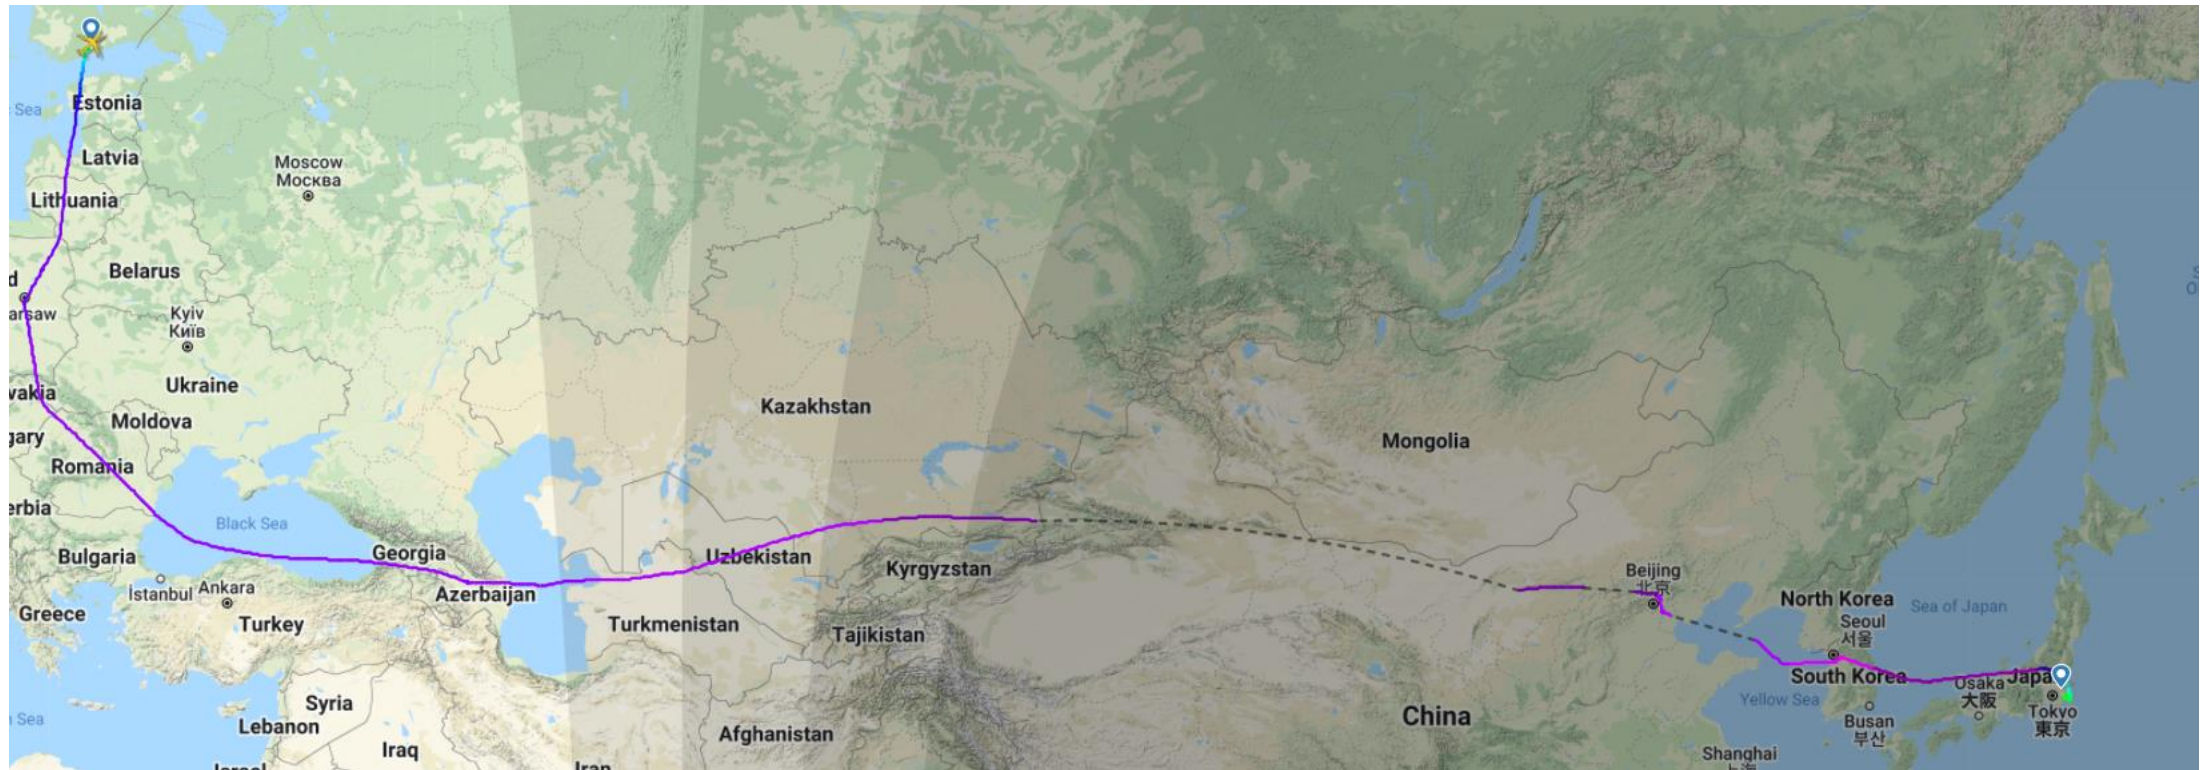 Sea
Estonia
Latvia
Lithuania
Moscow
Москва
Belarus
Kyiv
Київ
Ukraine
d
arsaw
vakia
gary
Moldova
Romania
erbia
Black Sea
Bulgaria
Georgia
İstanbul
Ankara
Azerbaijan
Greece
Turkey
Syria
Lebanon
Iraq
n Sea
Kazakhstan
Uzbekistan
Kyrgyzstan
Turkmenistan
Tajikistan
Afghanistan
Mongolia
China
Beijing
北京
North Korea
Seoul
서울
South Korea
Sea of Japan
Yellow Sea
Busan
부산
Osaka
大阪
Japa
Tokyo
東京
Shanghai